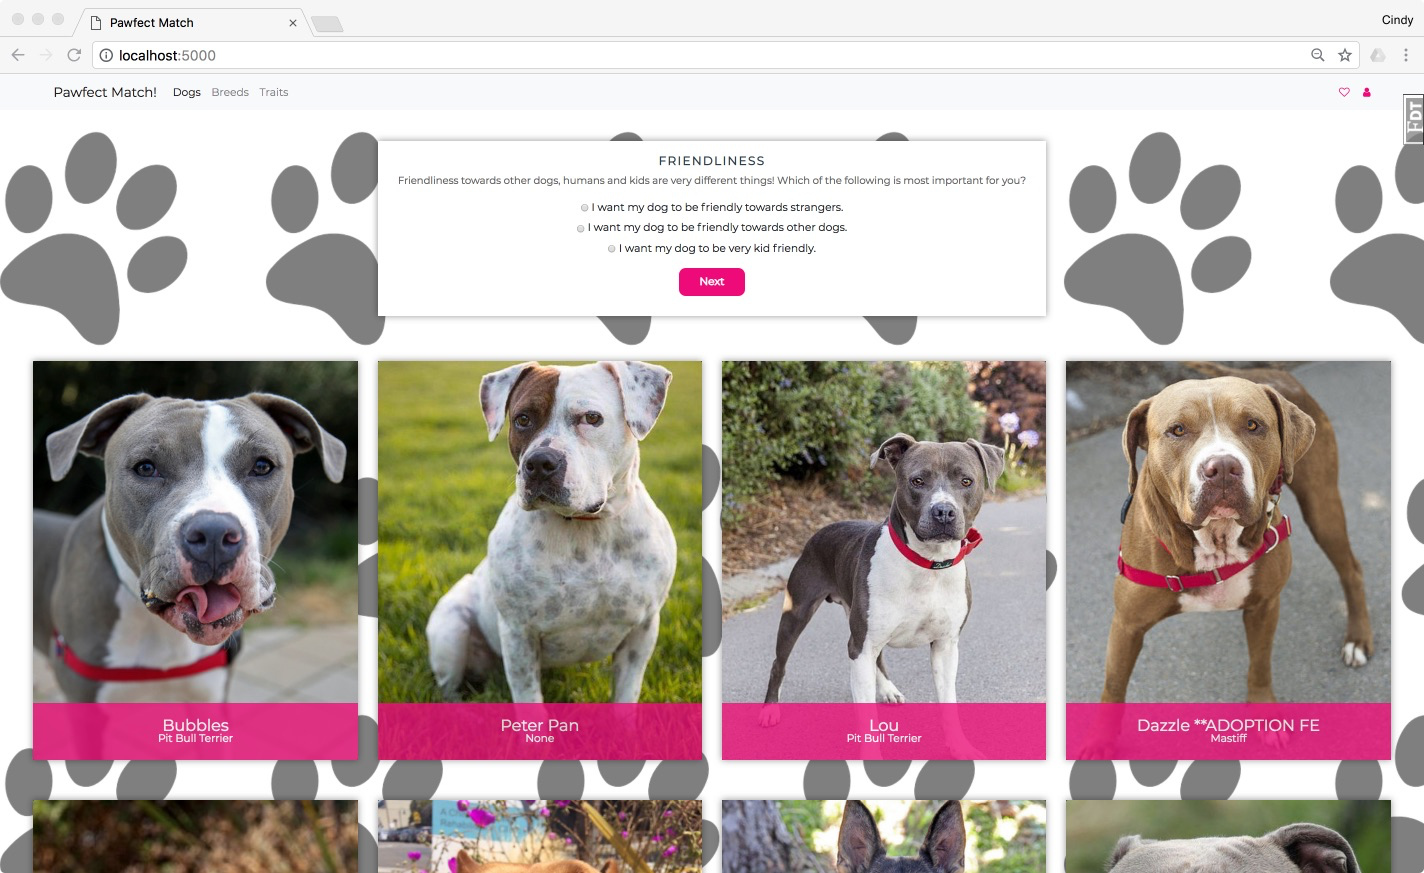 Pawfect Match
Cindy
localhost:5000
Pawfect Match!
Dogs
Breeds
Traits
FDT
FRIENDLINESS
Friendliness towards other dogs, humans and kids are very different things! Which of the following is most important for you?
I want my dog to be friendly towards strangers.
I want my dog to be friendly towards other dogs.
I want my dog to be very kid friendly.
Next
Bubbles
Pit Bull Terrier
Peter Pan
None
Lou
Pit Bull Terrier
Dazzle **ADOPTION FE
Mastiff